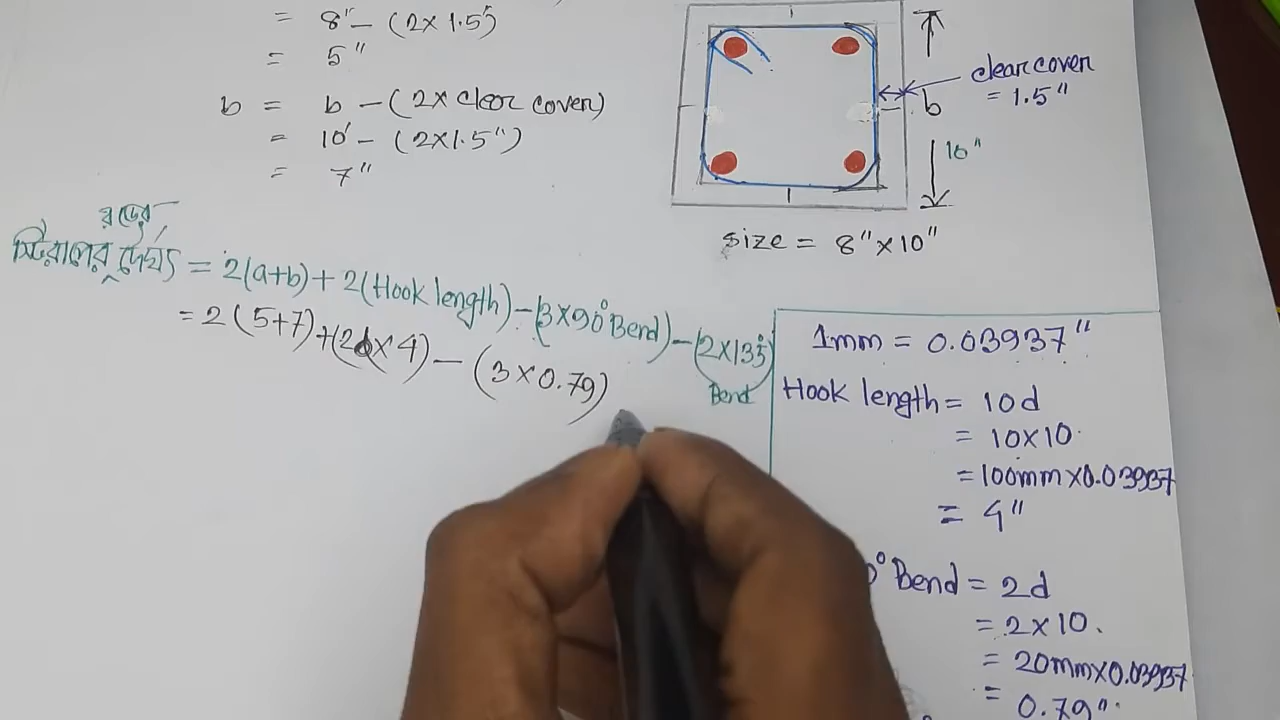 = 8" - (2 x 1.5")
= 5"
b = b - (2 x clear cover)
= 10' - (2 x 1.5")
= 7"
clear cover
= 1.5"
b
10"
size = 8" x 10"
রডের
স্টিরাপের দৈর্ঘ্য = 2(a+b) + 2(Hook length) - (3 x 90° Bend) - (2 x 135°
Bend
= 2(5+7) + (2 x 4) - (3 x 0.79)
1mm = 0.03937"
Hook length = 10d
= 10 x 10
= 100mm x 0.03937
= 4"
0° Bend = 2d
= 2 x 10.
= 20mm x 0.03937
= 0.79".